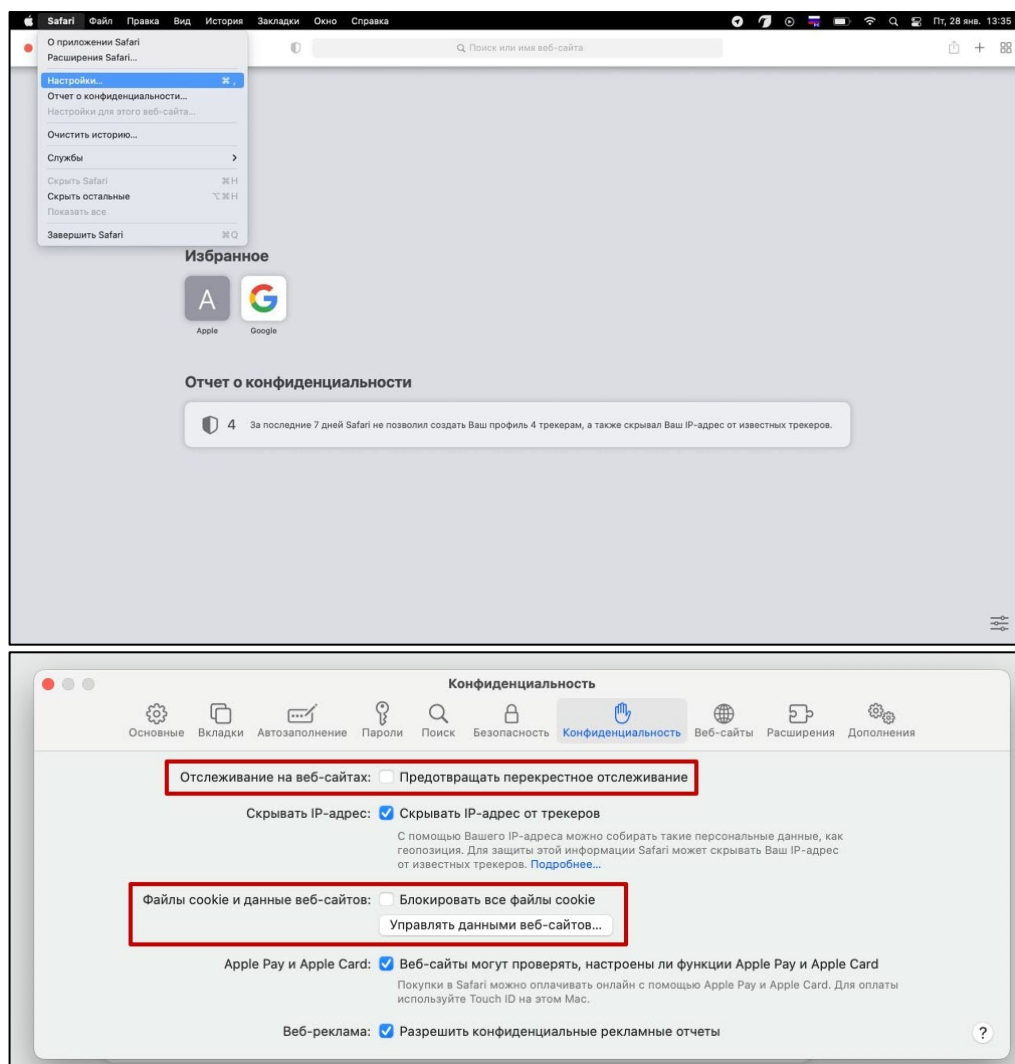 Safari Файл Правка Вид История Закладки Окно Справка Пт, 28 янв. 13:35
О приложении Safari
Расширения Safari...
Настройки... ⌘ ,
Отчет о конфиденциальности...
Настройки для этого веб-сайта...
Очистить историю...
Службы
Скрыть Safari ⌘H
Скрыть остальные ⌥⌘H
Показать все
Завершить Safari ⌘Q
Поиск или имя веб-сайта
Избранное
A
Apple Google
Отчет о конфиденциальности
4 За последние 7 дней Safari не позволил создать Ваш профиль 4 трекерам, а также скрывал Ваш IP-адрес от известных трекеров.
Конфиденциальность
Основные Вкладки Автозаполнение Пароли Поиск Безопасность Конфиденциальность Веб-сайты Расширения Дополнения
Отслеживание на веб-сайтах: Предотвращать перекрестное отслеживание
Скрывать IP-адрес: Скрывать IP-адрес от трекеров
С помощью Вашего IP-адреса можно собирать такие персональные данные, как
геопозиция. Для защиты этой информации Safari может скрывать Ваш IP-адрес
от известных трекеров. Подробнее...
Файлы cookie и данные веб-сайтов: Блокировать все файлы cookie
Управлять данными веб-сайтов...
Apple Pay и Apple Card: Веб-сайты могут проверять, настроены ли функции Apple Pay и Apple Card
Покупки в Safari можно оплачивать онлайн с помощью Apple Pay и Apple Card. Для оплаты
используйте Touch ID на этом Mac.
Веб-реклама: Разрешить конфиденциальные рекламные отчеты
?